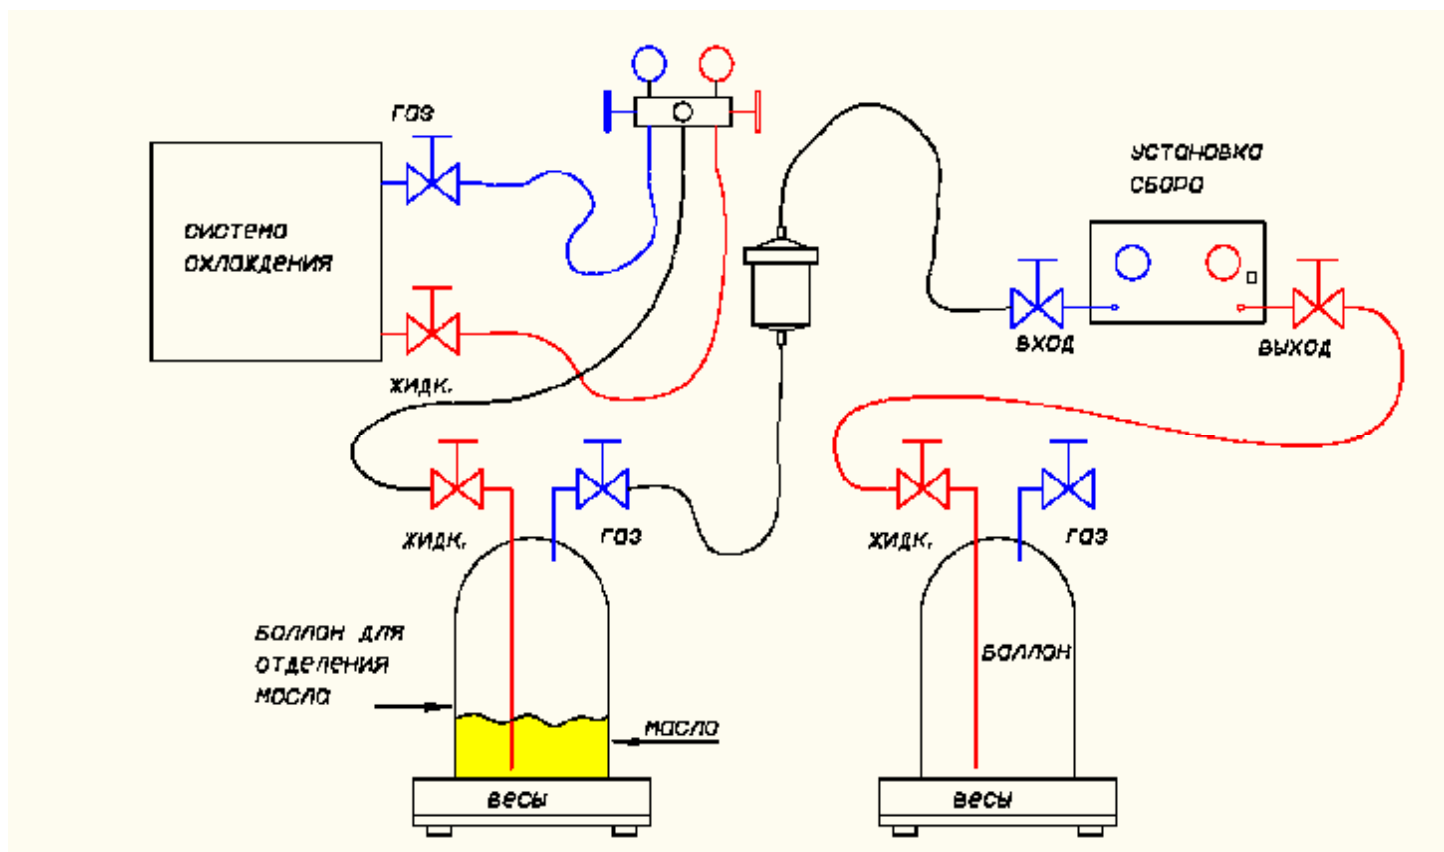 газ
установка
сбора
система
охлаждения
вход
выход
жидк.
жидк.
газ
жидк.
газ
баллон для
отделения
масла
баллон
масло
весы
весы